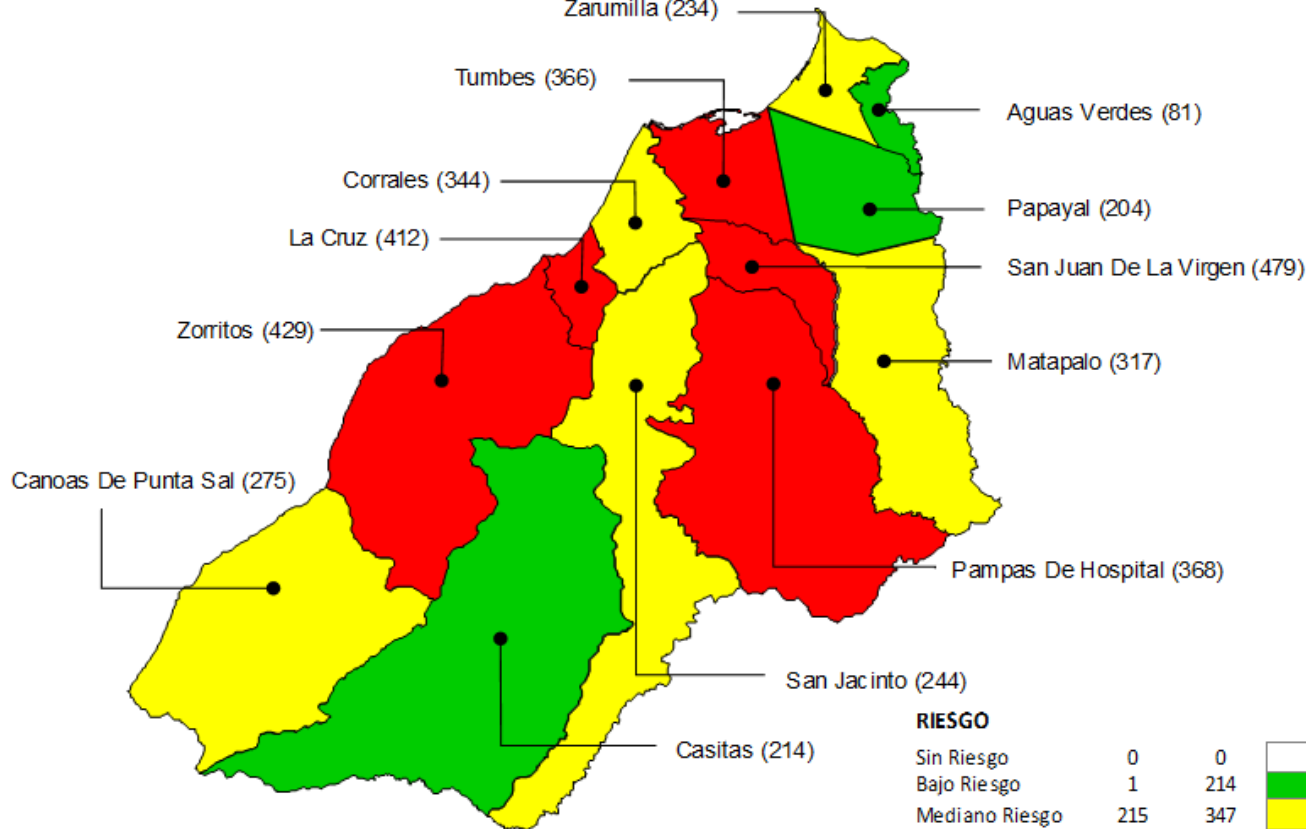 Zarumilla (234)
Tumbes (366)
Aguas Verdes (81)
Corrales (344)
Papayal (204)
La Cruz (412)
San Juan De La Virgen (479)
Zorritos (429)
Matapalo (317)
Canoas De Punta Sal (275)
Pampas De Hospital (368)
San Jacinto (244)
Casitas (214)
RIESGO
Sin Riesgo 0 0
Bajo Riesgo 1 214
Mediano Riesgo 215 347